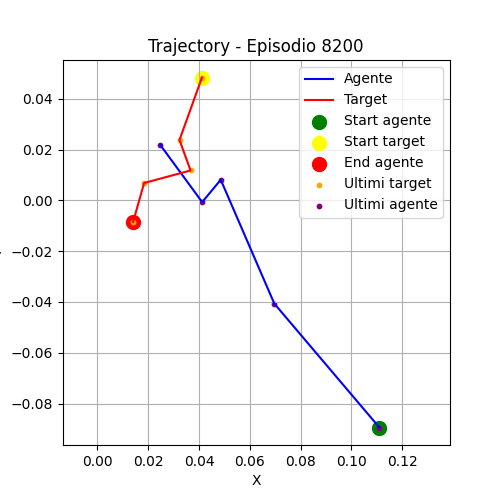 Trajectory - Episodio 8200
Agente
Target
Start agente
Start target
End agente
Ultimi target
Ultimi agente
0.04
0.02
0.00
−0.02
−0.04
−0.06
−0.08
0.00 0.02 0.04 0.06 0.08 0.10 0.12
X